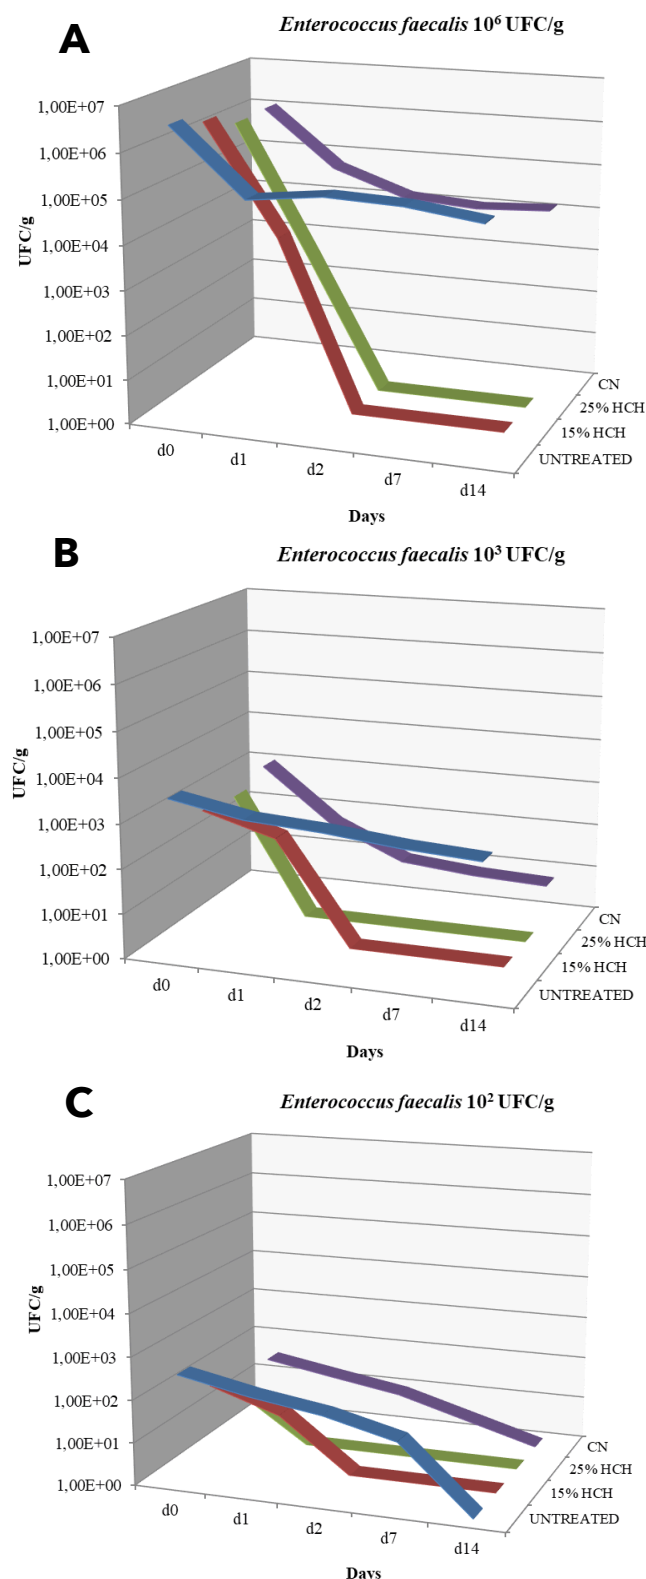 A
Enterococcus faecalis 10⁶ UFC/g
1,00E+07
1,00E+06
1,00E+05
1,00E+04
1,00E+03
1,00E+02
1,00E+01
1,00E+00
UFC/g
d0
d1
d2
d7
d14
CN
25% HCH
15% HCH
UNTREATED
Days
B
Enterococcus faecalis 10³ UFC/g
1,00E+07
1,00E+06
1,00E+05
1,00E+04
1,00E+03
1,00E+02
1,00E+01
1,00E+00
UFC/g
d0
d1
d2
d7
d14
CN
25% HCH
15% HCH
UNTREATED
Days
C
Enterococcus faecalis 10² UFC/g
1,00E+07
1,00E+06
1,00E+05
1,00E+04
1,00E+03
1,00E+02
1,00E+01
1,00E+00
UFC/g
d0
d1
d2
d7
d14
CN
25% HCH
15% HCH
UNTREATED
Days